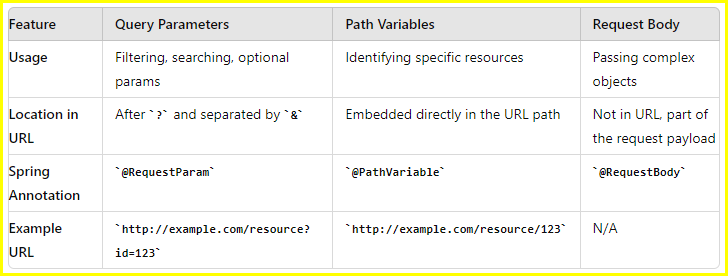 Feature Query Parameters Path Variables Request Body
Usage Filtering, searching, optional Identifying specific resources Passing complex
params objects
Location in After `?` and separated by `&` Embedded directly in the URL path Not in URL, part of
URL the request payload
Spring `@RequestParam` `@PathVariable` `@RequestBody`
Annotation
Example `http://example.com/resource? `http://example.com/resource/123` N/A
URL id=123`